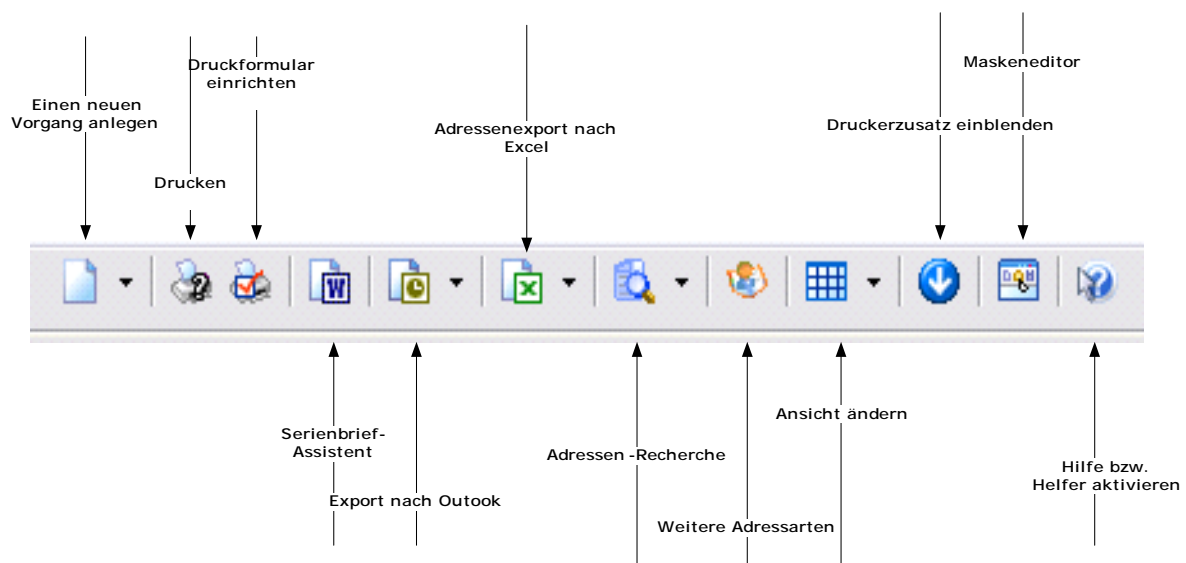 Druckformular
einrichten
Maskeneditor
Einen neuen
Vorgang anlegen
Adressenexport nach
Excel
Druckerzusatz einblenden
Drucken
W
Serienbrief-
Assistent
Ansicht ändern
Adressen -Recherche
Export nach Outook
Hilfe bzw.
Helfer aktivieren
Weitere Adressarten